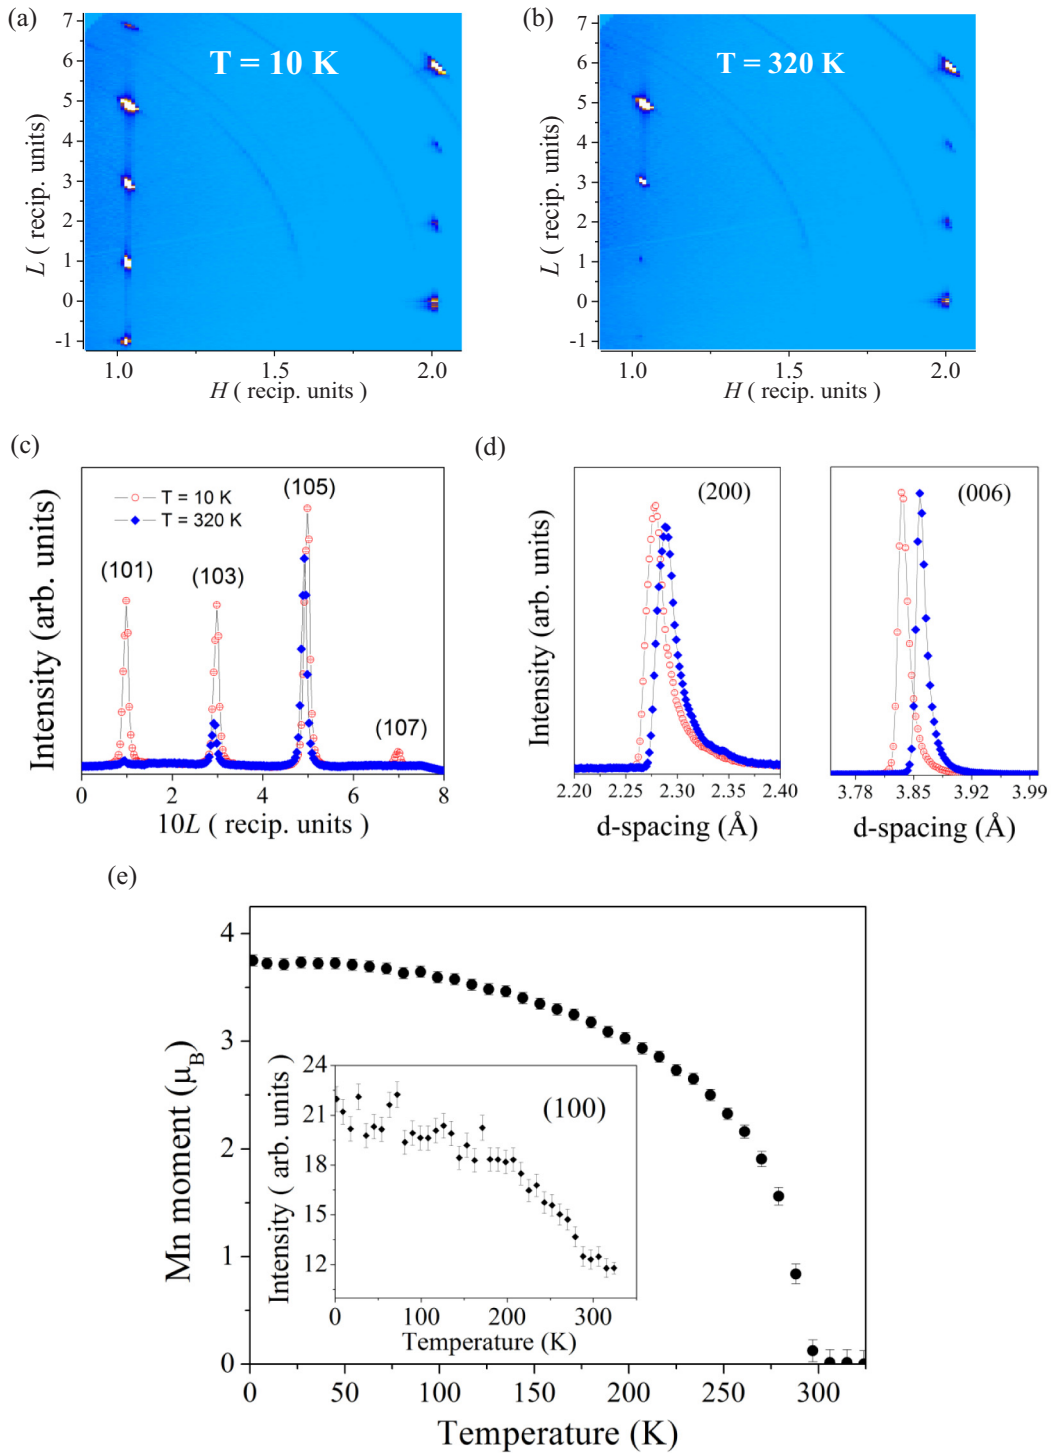 (a)
T = 10 K
7
6
5
4
3
2
1
0
-1
L ( recip. units)
1.0
1.5
2.0
H ( recip. units)
(b)
T = 320 K
7
6
5
4
3
2
1
0
-1
L ( recip. units)
1.0
1.5
2.0
H ( recip. units)
(c)
T = 10 K
T = 320 K
(101)
(103)
(105)
(107)
Intensity (arb. units)
0
2
4
6
8
10L ( recip. units)
(d)
(200)
Intensity (arb. units)
2.20
2.30
2.40
d-spacing (Å)
(006)
3.78
3.85
3.92
3.99
d-spacing (Å)
(e)
4
3
2
1
0
Mn moment (μB)
24
21
18
15
12
Intensity ( arb. units)
(100)
0
100
200
300
Temperature (K)
0
50
100
150
200
250
300
Temperature (K)